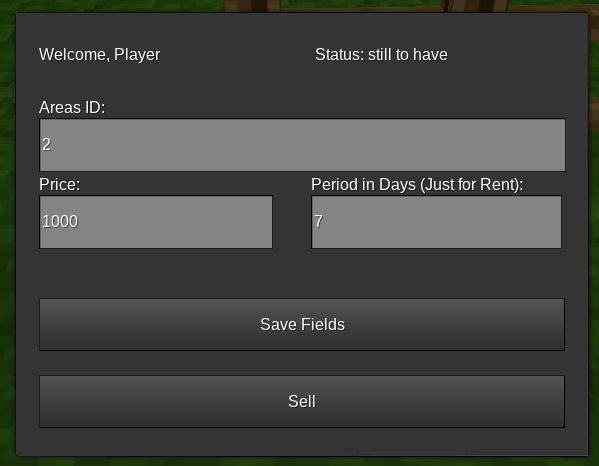 Welcome, Player
Status: still to have
Areas ID:
2
Price:
Period in Days (Just for Rent):
1000
7
Save Fields
Sell